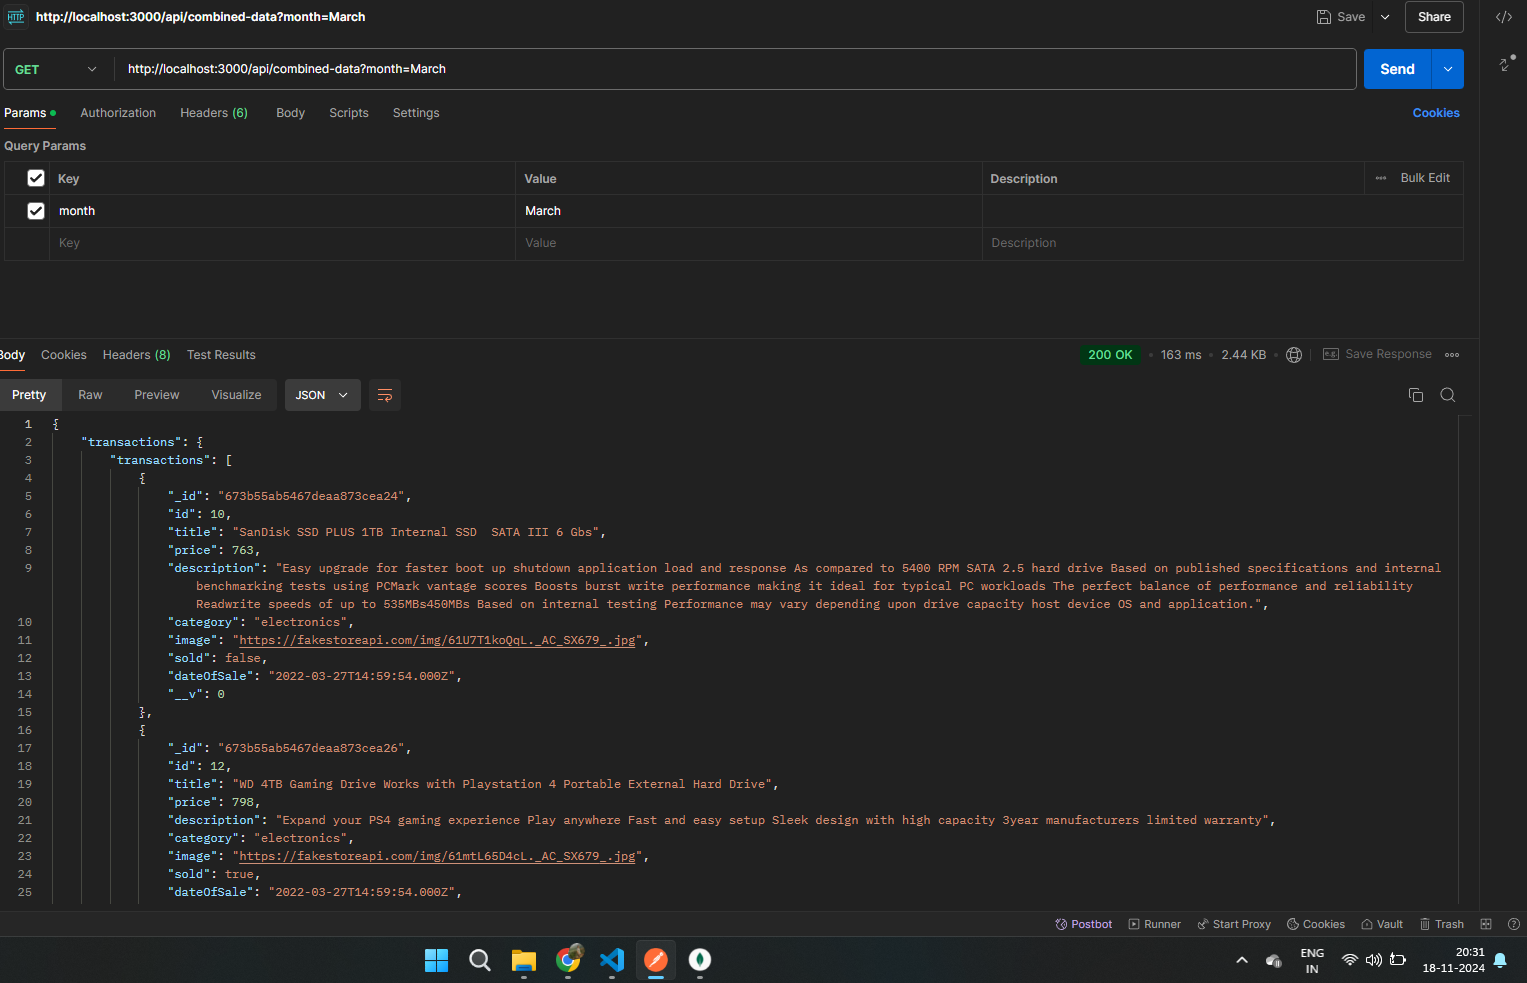 HTTP http://localhost:3000/api/combined-data?month=March Save Share
GET http://localhost:3000/api/combined-data?month=March Send
Params Authorization Headers (6) Body Scripts Settings Cookies
Query Params
Key Value Description Bulk Edit
month March
Key Value Description
Body Cookies Headers (8) Test Results 200 OK 163 ms 2.44 KB e.g. Save Response
Pretty Raw Preview Visualize JSON
1 {
2 "transactions": {
3 "transactions": [
4 {
5 "_id": "673b55ab5467deaa873cea24",
6 "id": 10,
7 "title": "SanDisk SSD PLUS 1TB Internal SSD  SATA III 6 Gbs",
8 "price": 763,
9 "description": "Easy upgrade for faster boot up shutdown application load and response As compared to 5400 RPM SATA 2.5 hard drive Based on published specifications and internal
benchmarking tests using PCMark vantage scores Boosts burst write performance making it ideal for typical PC workloads The perfect balance of performance and reliability
Readwrite speeds of up to 535MBs450MBs Based on internal testing Performance may vary depending upon drive capacity host device OS and application.",
10 "category": "electronics",
11 "image": "https://fakestoreapi.com/img/61U7T1koQqL._AC_SX679_.jpg",
12 "sold": false,
13 "dateOfSale": "2022-03-27T14:59:54.000Z",
14 "__v": 0
15 },
16 {
17 "_id": "673b55ab5467deaa873cea26",
18 "id": 12,
19 "title": "WD 4TB Gaming Drive Works with Playstation 4 Portable External Hard Drive",
20 "price": 798,
21 "description": "Expand your PS4 gaming experience Play anywhere Fast and easy setup Sleek design with high capacity 3year manufacturers limited warranty",
22 "category": "electronics",
23 "image": "https://fakestoreapi.com/img/61mtL65D4cL._AC_SX679_.jpg",
24 "sold": true,
25 "dateOfSale": "2022-03-27T14:59:54.000Z",
Postbot Runner Start Proxy Cookies Vault Trash
ENG 20:31
IN 18-11-2024